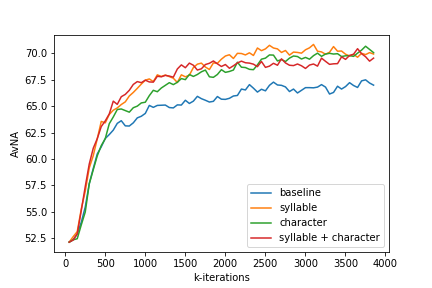 70.0
67.5
65.0
62.5
60.0
57.5
55.0
52.5
AvNA
0 500 1000 1500 2000 2500 3000 3500 4000
k-iterations
baseline
syllable
character
syllable + character